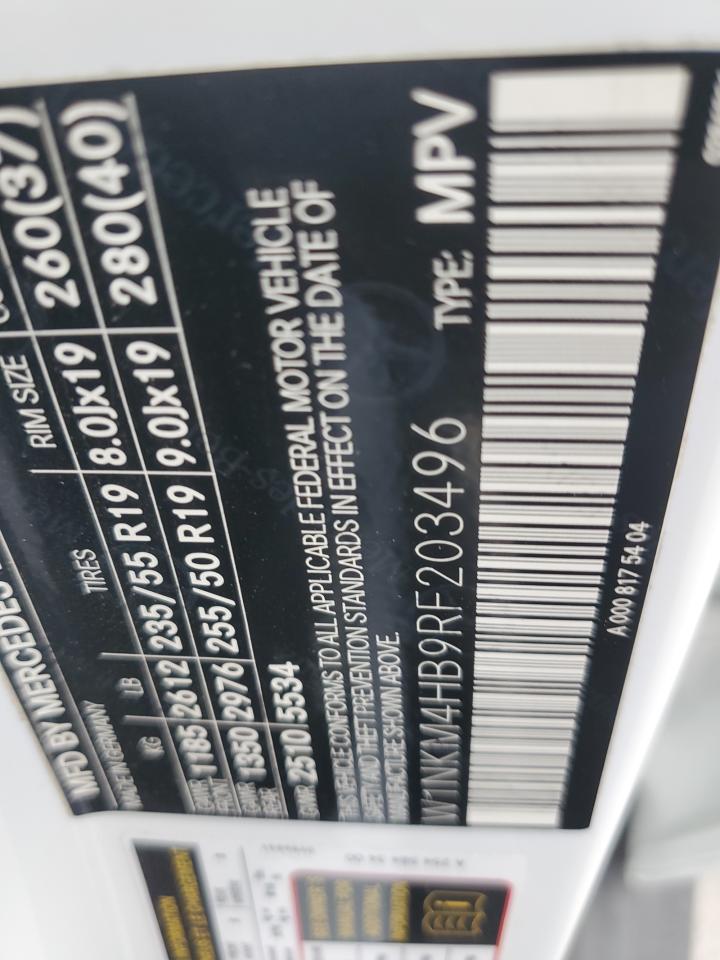 MFD BY MERCEDES
MADE IN GERMANY
KG LB TIRES RIM SIZE
GAWR FRONT 1185 2612 235/55 R19 8.0Jx19 260(37)
GAWR REAR 1350 2976 255/50 R19 9.0Jx19 280(40)
GVWR 2510 5534
THIS VEHICLE CONFORMS TO ALL APPLICABLE FEDERAL MOTOR VEHICLE
SAFETY AND THEFT PREVENTION STANDARDS IN EFFECT ON THE DATE OF
MANUFACTURE SHOWN ABOVE.
W1NKM4HB9RF203496 TYPE: MPV
A 000 817 54 04
INFORMATION